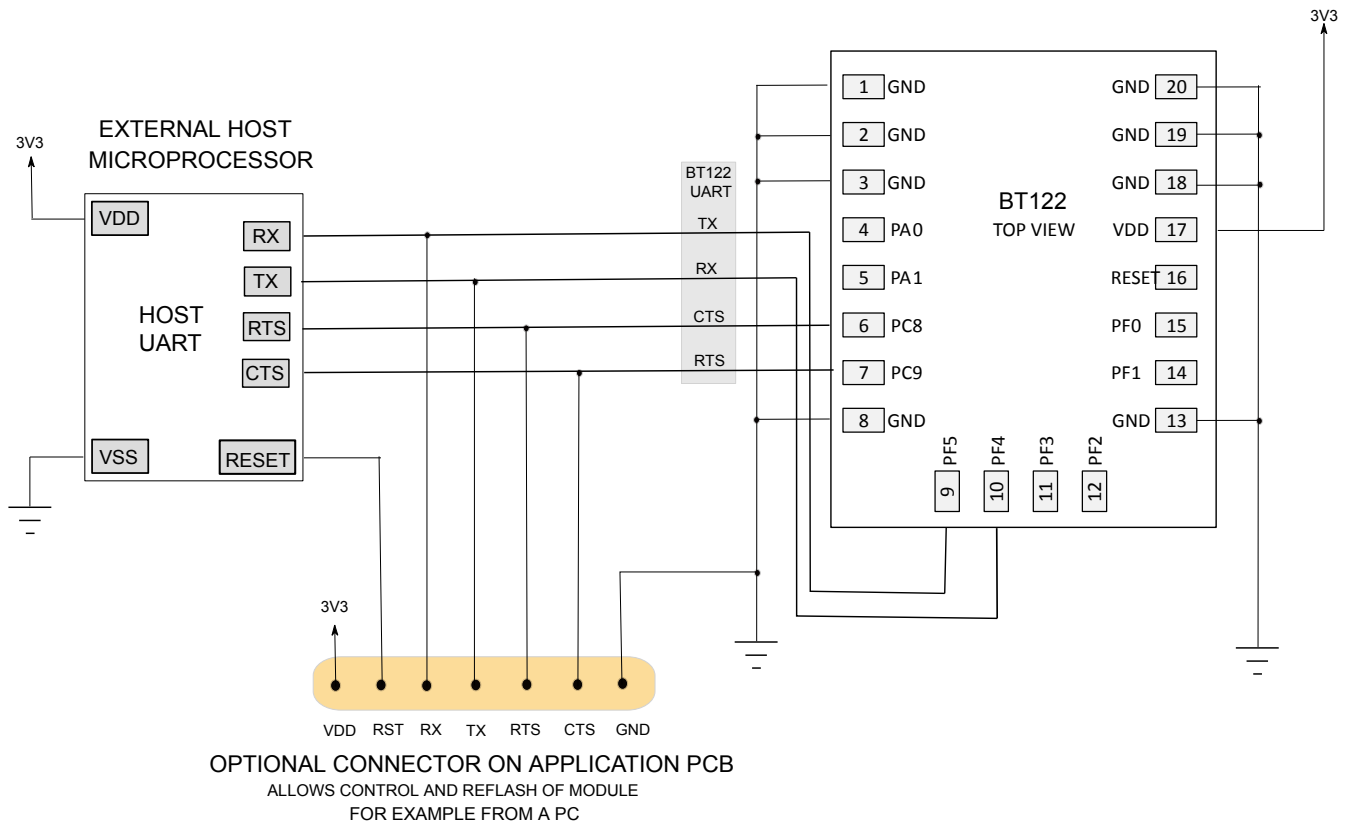 3V3
EXTERNAL HOST
MICROPROCESSOR
3V3
VDD
RX
TX
RTS
CTS
HOST
UART
VSS
RESET
BT122
UART
TX
RX
CTS
RTS
1 GND
2 GND
3 GND
4 PA0
5 PA1
6 PC8
7 PC9
8 GND
BT122
TOP VIEW
GND 20
GND 19
GND 18
VDD 17
RESET 16
PF0 15
PF1 14
GND 13
PF5
PF4
PF3
PF2
9
10
11
12
3V3
VDD RST RX TX RTS CTS GND
OPTIONAL CONNECTOR ON APPLICATION PCB
ALLOWS CONTROL AND REFLASH OF MODULE
FOR EXAMPLE FROM A PC